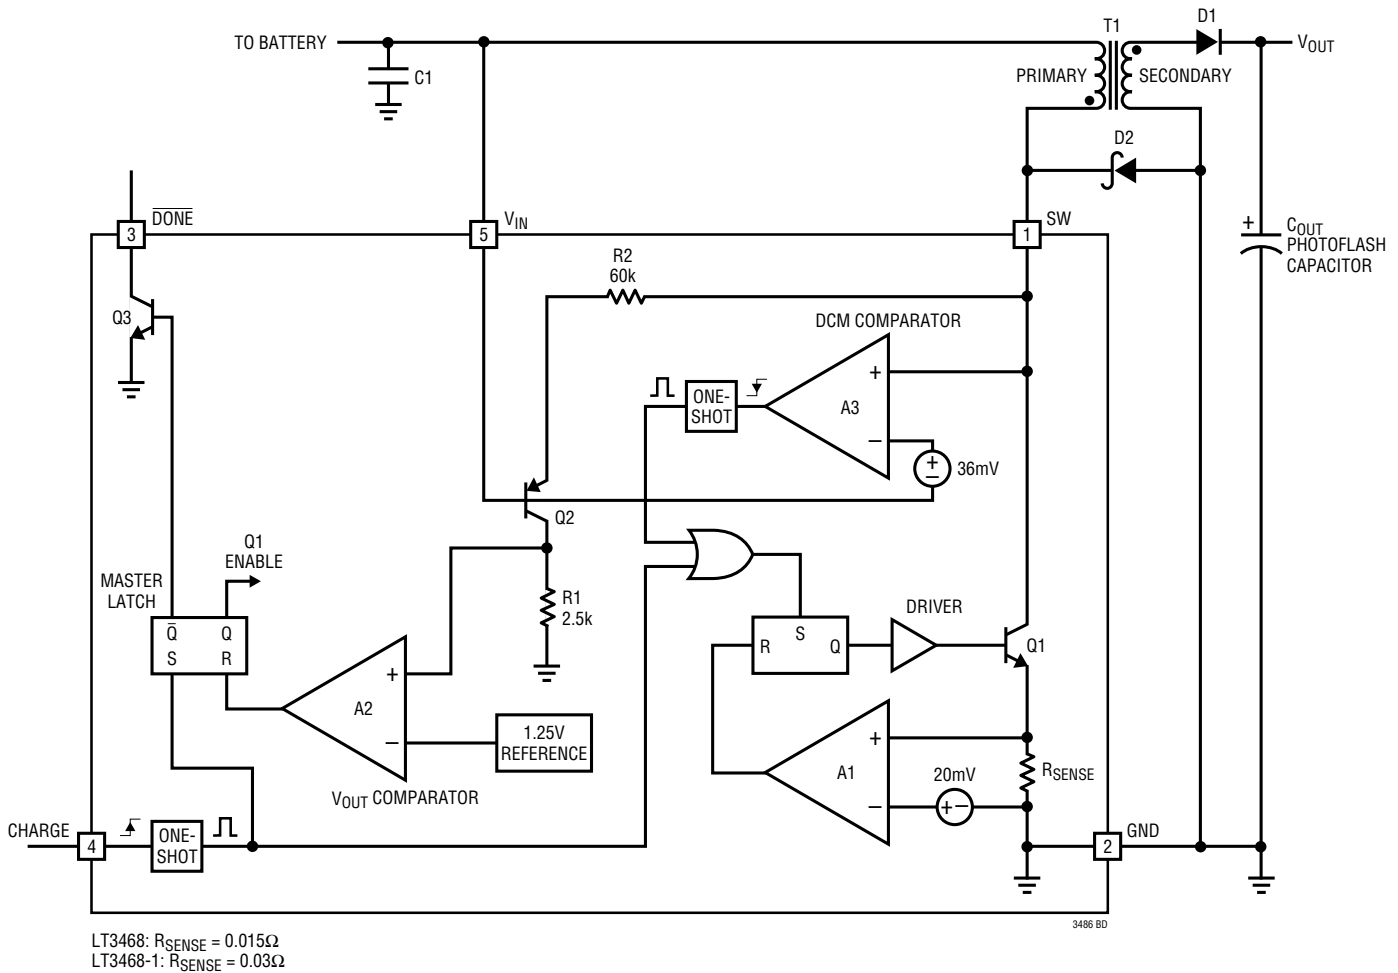 TO BATTERY
C1
T1
D1
VOUT
PRIMARY
SECONDARY
D2
DONE
3
VIN
5
SW
1
+
COUT
PHOTOFLASH
CAPACITOR
R2
60k
DCM COMPARATOR
Q3
ONE-
SHOT
+
A3
–
+
–
36mV
Q2
Q1
ENABLE
MASTER
LATCH
R1
2.5k
DRIVER
Q̅ Q
S R
S
R Q
Q1
+
A2
–
1.25V
REFERENCE
VOUT COMPARATOR
+
A1
–
20mV
+–
RSENSE
CHARGE
4
ONE-
SHOT
GND
2
3486 BD
LT3468: RSENSE = 0.015Ω
LT3468-1: RSENSE = 0.03Ω